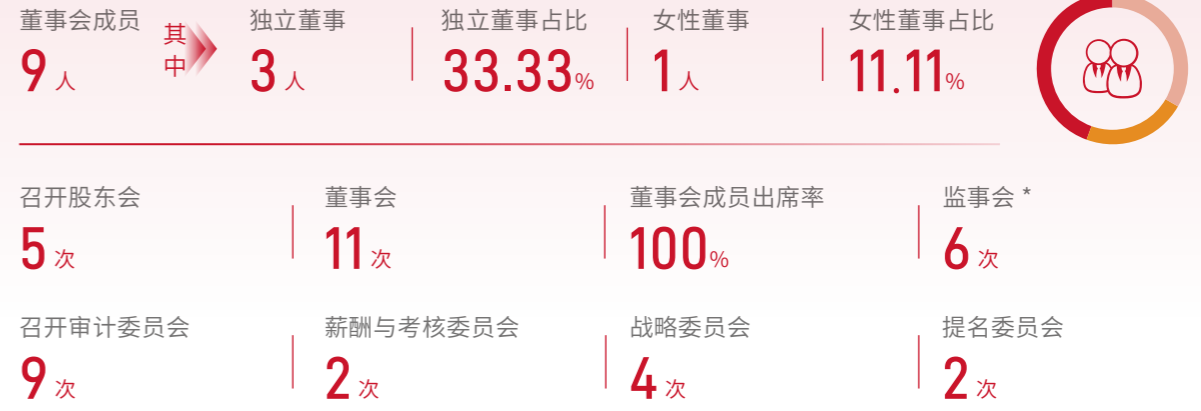 董事会成员 其中 独立董事 独立董事占比 女性董事 女性董事占比
9 人 3 人 33.33% 1 人 11.11%
召开股东会 董事会 董事会成员出席率 监事会 *
5 次 11 次 100% 6 次
召开审计委员会 薪酬与考核委员会 战略委员会 提名委员会
9 次 2 次 4 次 2 次